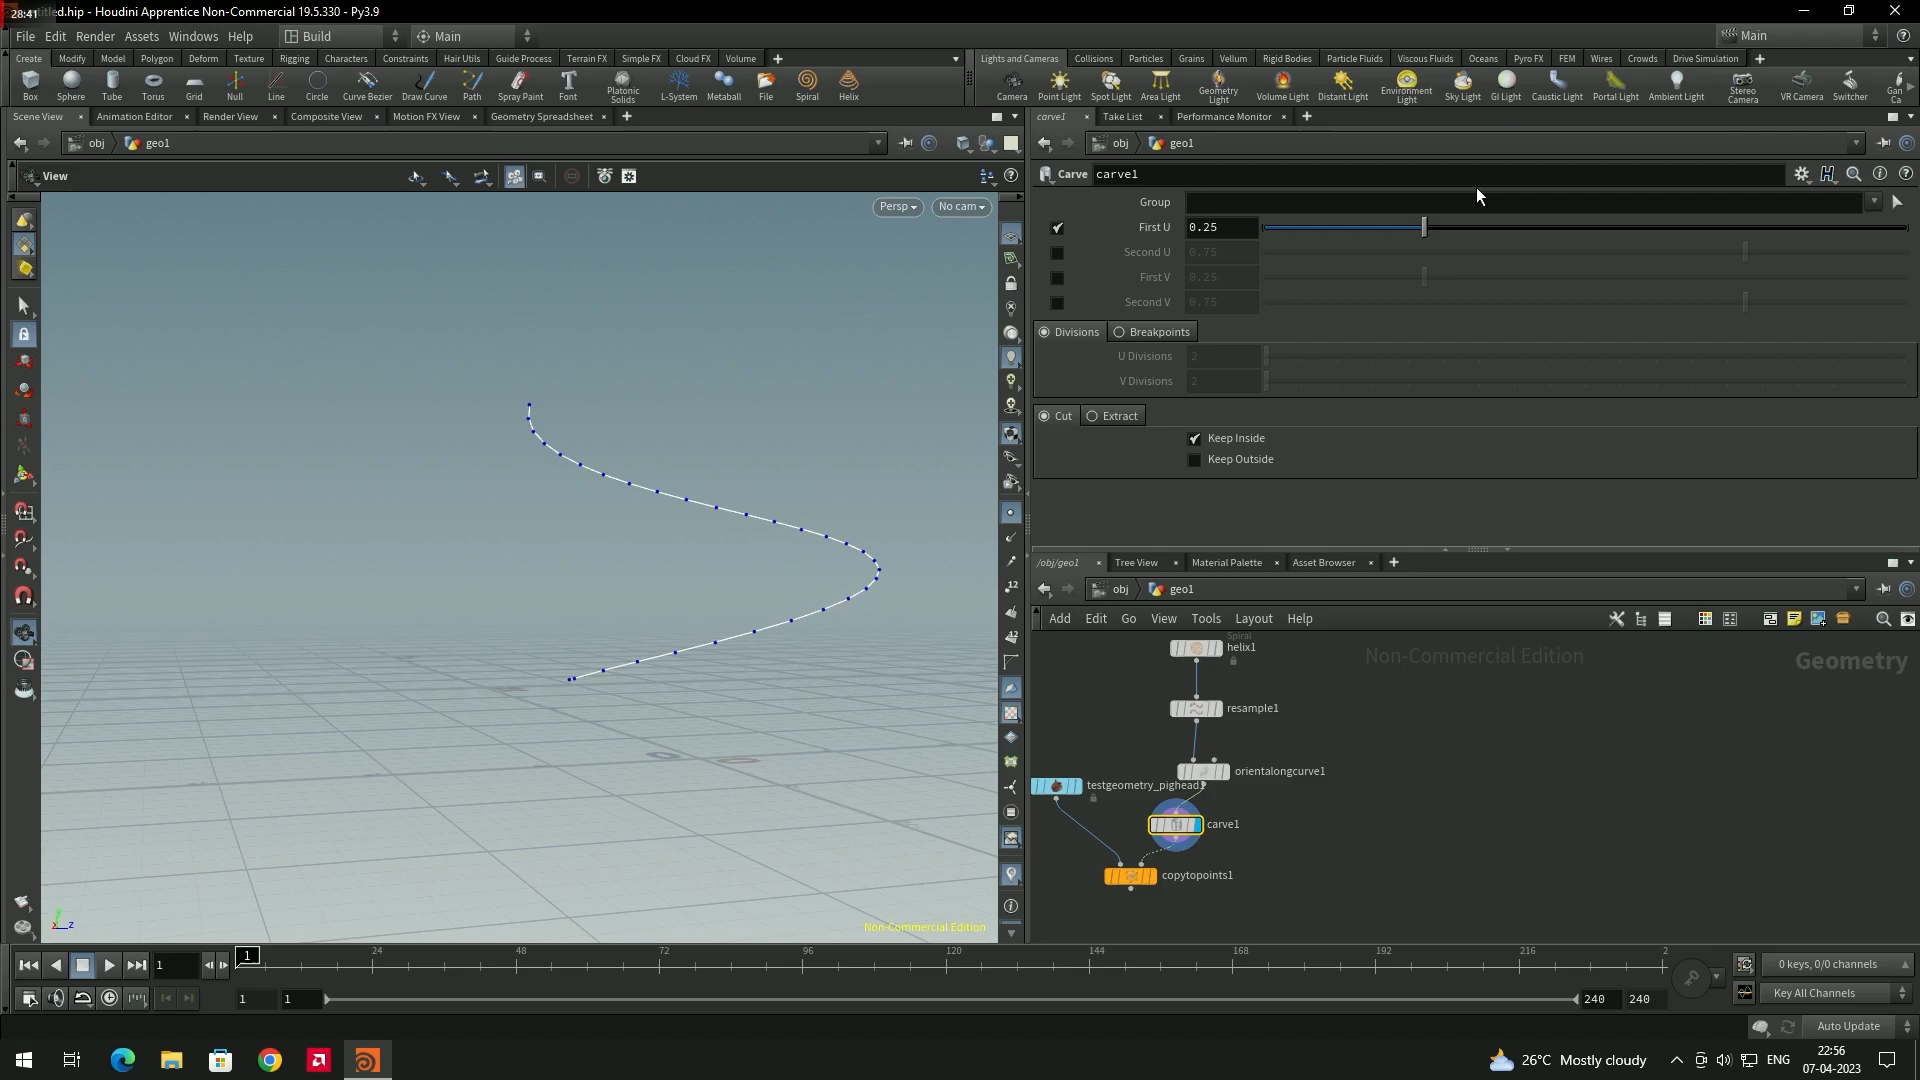 28:41
titled.hip - Houdini Apprentice Non-Commercial 19.5.330 - Py3.9
File Edit Render Assets Windows Help Build Main Main
Create Modify Model Polygon Deform Texture Rigging Characters Constraints Hair Utils Guide Process Terrain FX Simple FX Cloud FX Volume
Lights and Cameras Collisions Particles Grains Vellum Rigid Bodies Particle Fluids Viscous Fluids Oceans Pyro FX FEM Wires Crowds Drive Simulation
Box Sphere Tube Torus Grid Null Line Circle Curve Bezier Draw Curve Path Spray Paint Font Platonic Solids L-System Metaball File Spiral Helix
Camera Point Light Spot Light Area Light Geometry Light Volume Light Distant Light Environment Light Sky Light GI Light Caustic Light Portal Light Ambient Light Stereo Camera VR Camera Switcher Gan Ca
Scene View Animation Editor Render View Composite View Motion FX View Geometry Spreadsheet
carve1 Take List Performance Monitor
obj geo1
obj geo1
View
Carve carve1
Persp No cam
Group
First U 0.25
Second U 0.75
First V 0.25
Second V 0.75
Divisions Breakpoints
U Divisions 2
V Divisions 2
Cut Extract
Keep Inside
Keep Outside
/obj/geo1 Tree View Material Palette Asset Browser
obj geo1
Add Edit Go View Tools Layout Help
Spiral
helix1
Non-Commercial Edition
Geometry
resample1
orientalongcurve1
testgeometry_pighead1
carve1
copytopoints1
12
12
Non-Commercial Edition
1 1 24 48 72 96 120 144 168 192 216 2
0 keys, 0/0 channels
1 1 240 240
Key All Channels
Auto Update
26°C Mostly cloudy
ENG
22:56
07-04-2023